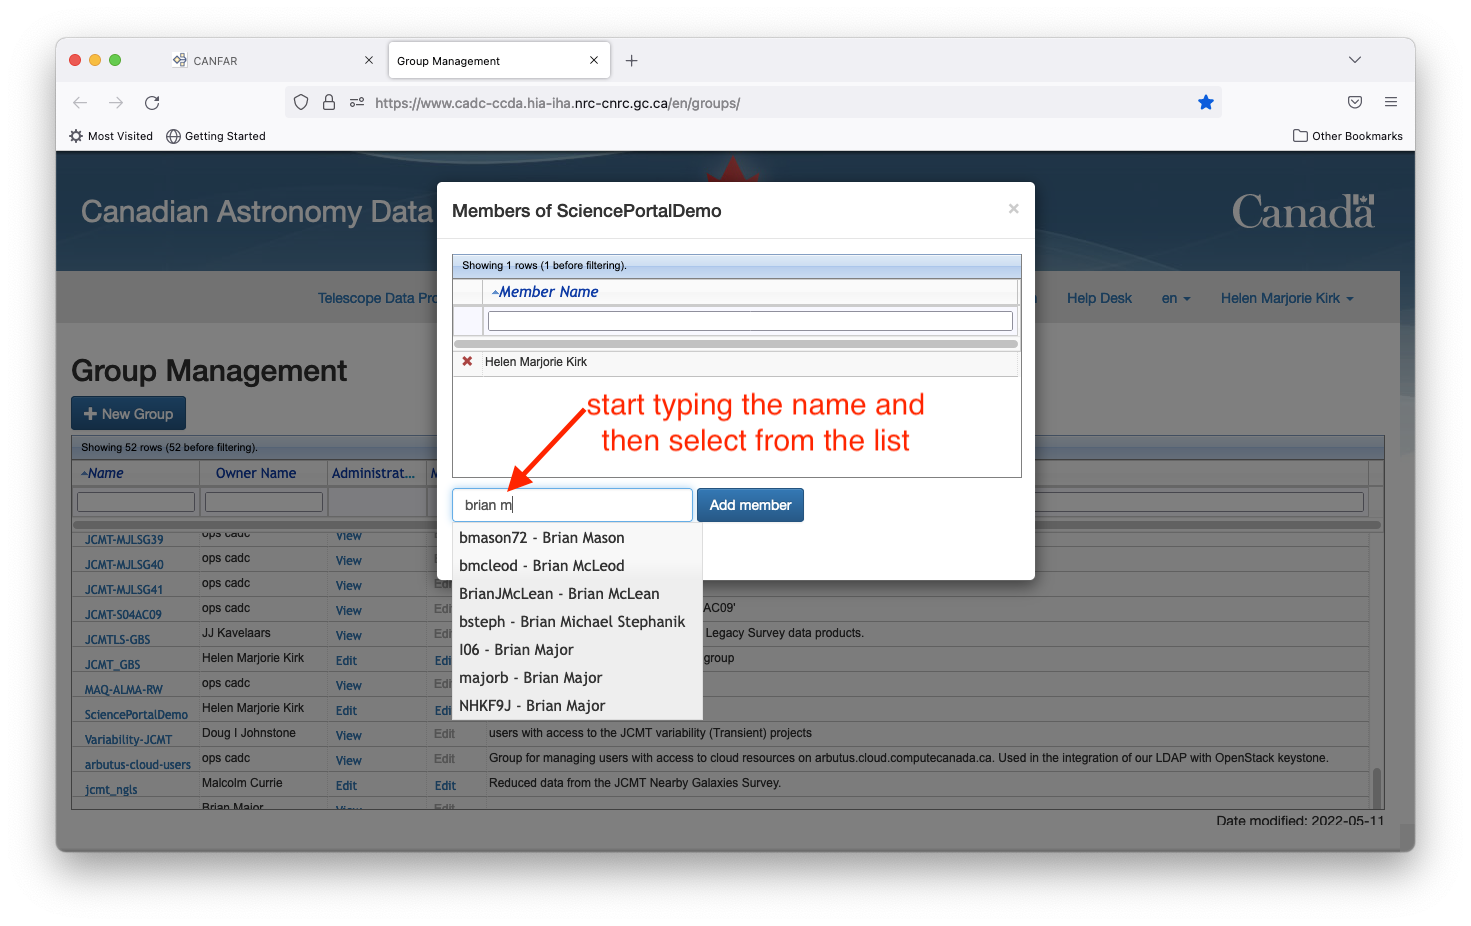 CANFAR
Group Management
https://www.cadc-ccda.hia-iha.nrc-cnrc.gc.ca/en/groups/
Most Visited
Getting Started
Other Bookmarks
Canadian Astronomy Data
Canada
Telescope Data Pro
Help Desk
en
Helen Marjorie Kirk
Group Management
New Group
Showing 52 rows (52 before filtering).
Name Owner Name Administrat... M
JCMT-MJLSG39 ops cadc View
JCMT-MJLSG40 ops cadc View
JCMT-MJLSG41 ops cadc View
JCMT-S04AC09 ops cadc View Edi AC09'
JCMTLS-GBS JJ Kavelaars View Edi Legacy Survey data products.
JCMT_GBS Helen Marjorie Kirk Edit Edi group
MAQ-ALMA-RW ops cadc View Edi
SciencePortalDemo Helen Marjorie Kirk Edit Edi
Variability-JCMT Doug I Johnstone View Edit users with access to the JCMT variability (Transient) projects
arbutus-cloud-users ops cadc View Edit Group for managing users with access to cloud resources on arbutus.cloud.computecanada.ca. Used in the integration of our LDAP with OpenStack keystone.
jcmt_ngls Malcolm Currie Edit Edit Reduced data from the JCMT Nearby Galaxies Survey.
Brian Major View Edit
Date modified: 2022-05-11
Members of SciencePortalDemo
Showing 1 rows (1 before filtering).
Member Name
Helen Marjorie Kirk
start typing the name and
then select from the list
brian m
Add member
bmason72 - Brian Mason
bmcleod - Brian McLeod
BrianJMcLean - Brian McLean
bsteph - Brian Michael Stephanik
I06 - Brian Major
majorb - Brian Major
NHKF9J - Brian Major